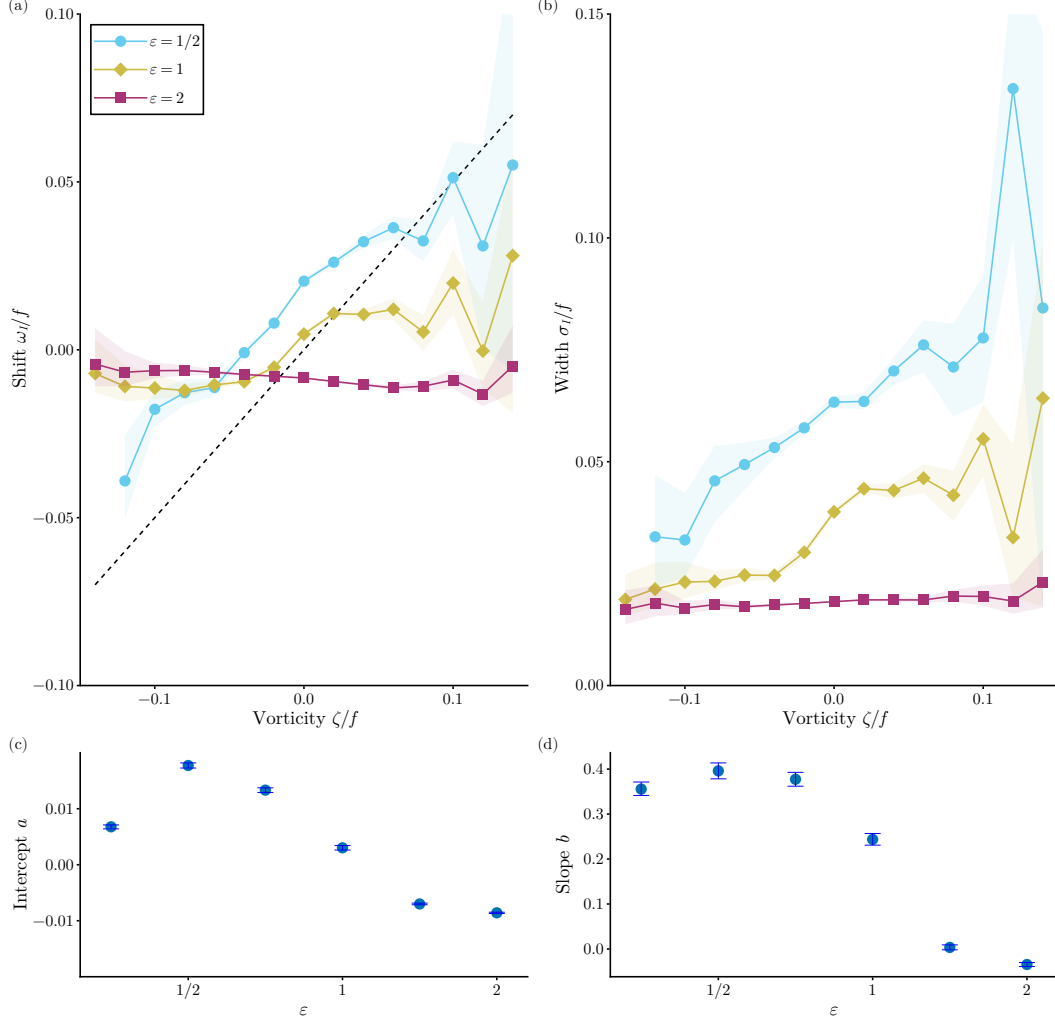 (a)
0.10
0.05
0.00
−0.05
−0.10
Shift ω_I/f
ε = 1/2
ε = 1
ε = 2
−0.1
0.0
0.1
Vorticity ζ/f
(b)
0.15
0.10
0.05
0.00
Width σ_I/f
−0.1
0.0
0.1
Vorticity ζ/f
(c)
0.01
0.00
−0.01
Intercept a
1/2
1
2
ε
(d)
0.4
0.3
0.2
0.1
0.0
Slope b
1/2
1
2
ε